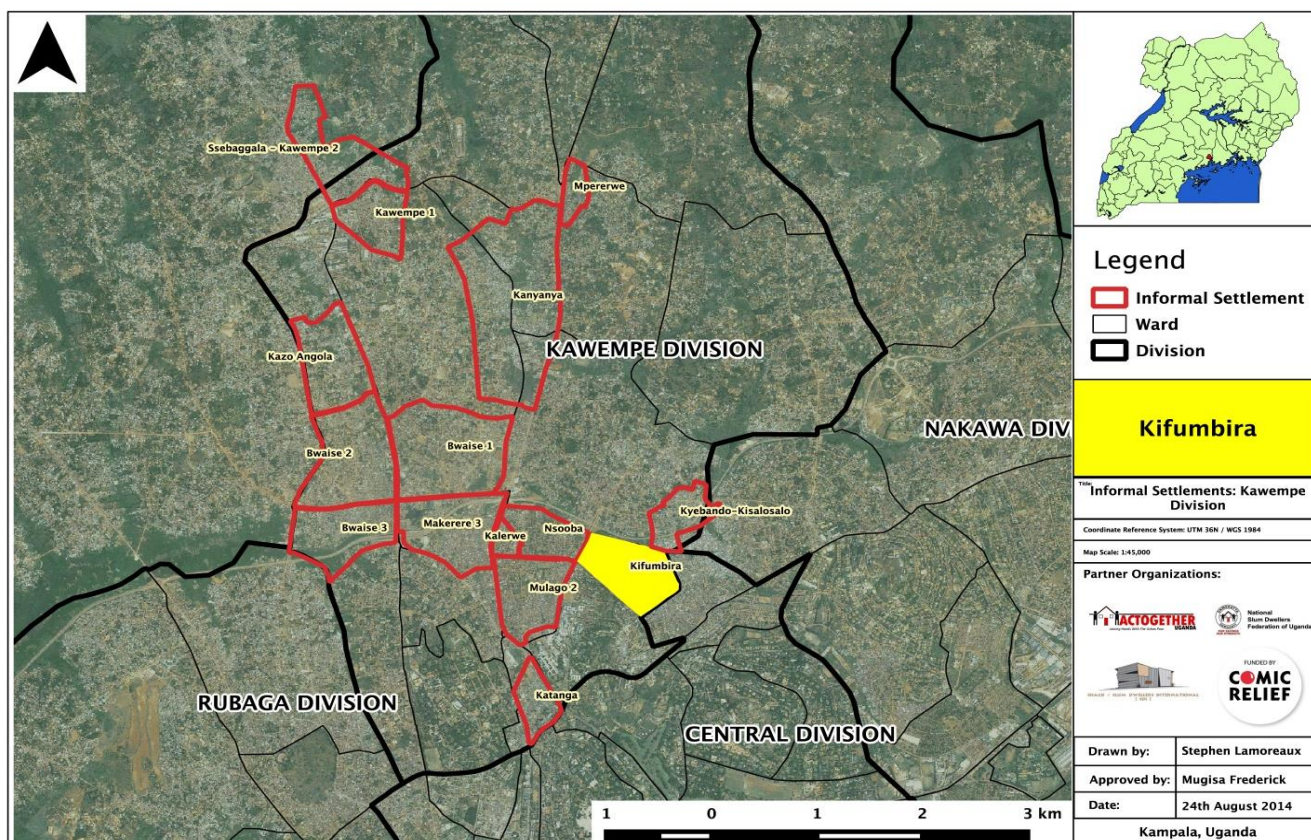 Ssebaggala - Kawempe 2
Mpererwe
Kawempe 1
Kanyanya
KAWEMPE DIVISION
Kazo Angola
NAKAWA DIV
Bwaise 1
Bwaise 2
Kyebando-Kisalosalo
Bwaise 3
Makerere 3
Nsooba
Kalerwe
Kifumbira
Mulago 2
Katanga
RUBAGA DIVISION
CENTRAL DIVISION
1 0 1 2 3 km
Legend
Informal Settlement
Ward
Division
Kifumbira
Title:
Informal Settlements: Kawempe
Division
Coordinate Reference System: UTM 36N / WGS 1984
Map Scale: 1:45,000
Partner Organizations:
ACTOGETHER
UGANDA
National
Slum Dwellers
Federation of Uganda
FUNDED BY
COMIC
RELIEF
Drawn by: Stephen Lamoreaux
Approved by: Mugisa Frederick
Date: 24th August 2014
Kampala, Uganda